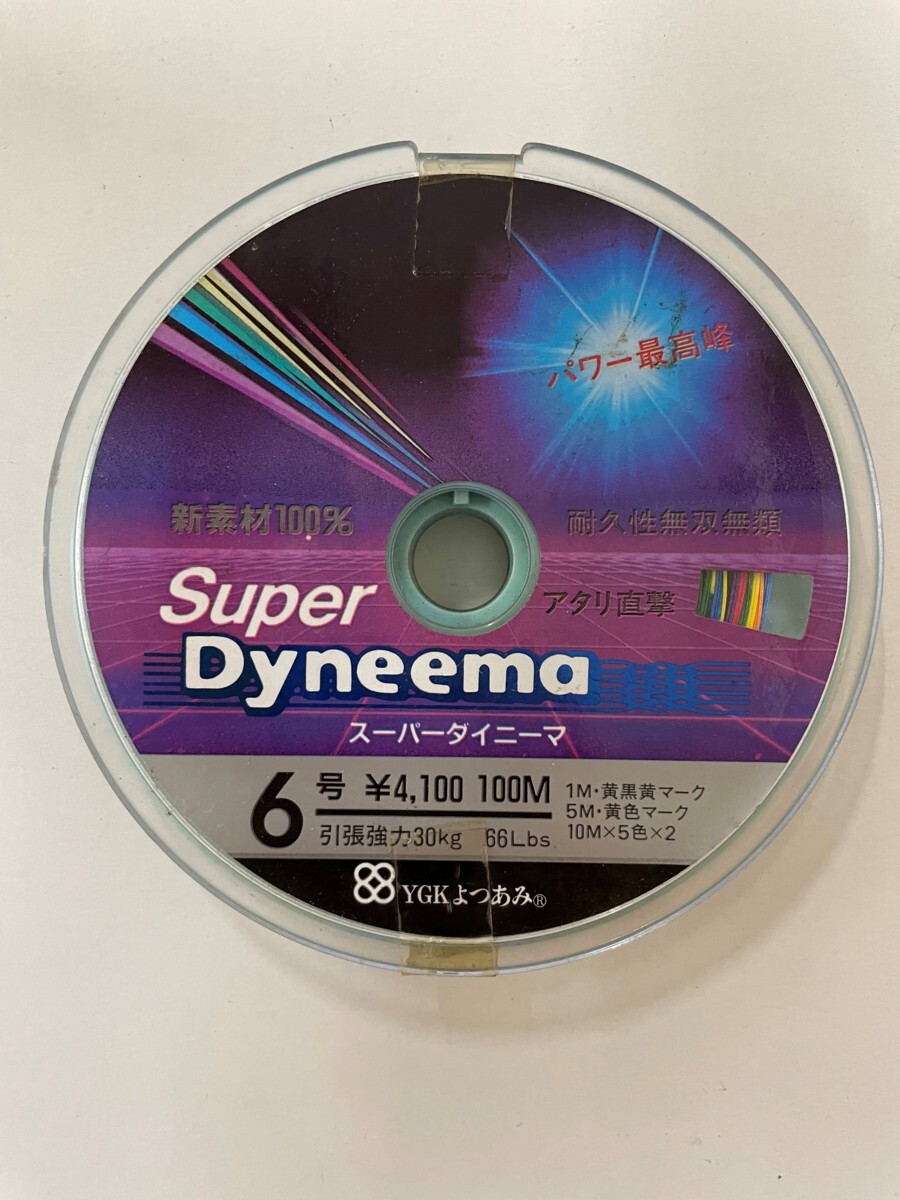 パワー最高峰
新素材100%
耐久性無双無類
アタリ直撃
Super
Dyneema
スーパーダイニーマ
6号 ¥4,100 100M
引張強力30kg 66Lbs
1M・黄黒黄マーク
5M・黄色マーク
10M×5色×2
YGKよつあみ®